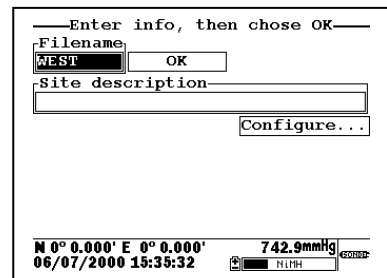 Enter info, then chose OK
Filename
WEST OK
Site description
Configure...
N 0° 0.000' E 0° 0.000' 742.9mmHg
06/07/2000 15:35:32 NiMH